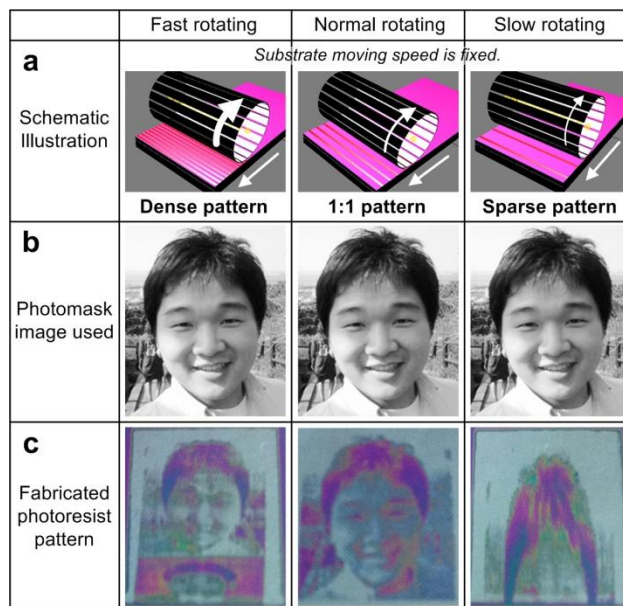 Fast rotating
Normal rotating
Slow rotating
a
Substrate moving speed is fixed.
Schematic
Illustration
Dense pattern
1:1 pattern
Sparse pattern
b
Photomask
image used
c
Fabricated
photoresist
pattern